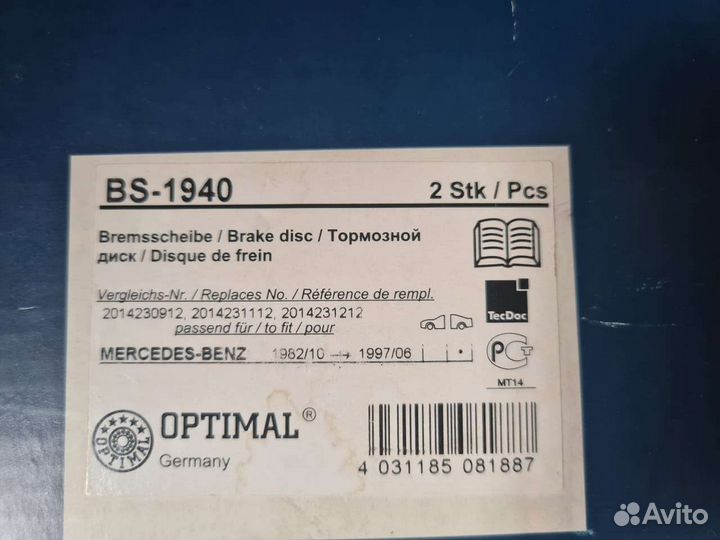 BS-1940 2 Stk / Pcs
Bremsscheibe / Brake disc / Тормозной
диск / Disque de frein
Vergleichs-Nr. / Replaces No. / Référence de rempl.
2014230912, 2014231112, 2014231212
passend für / to fit / pour
MERCEDES-BENZ 1982/10 → 1997/06
TecDoc
РСТ
MT14
OPTIMAL
OPTIMAL®
Germany
4 031185 081887
Avito